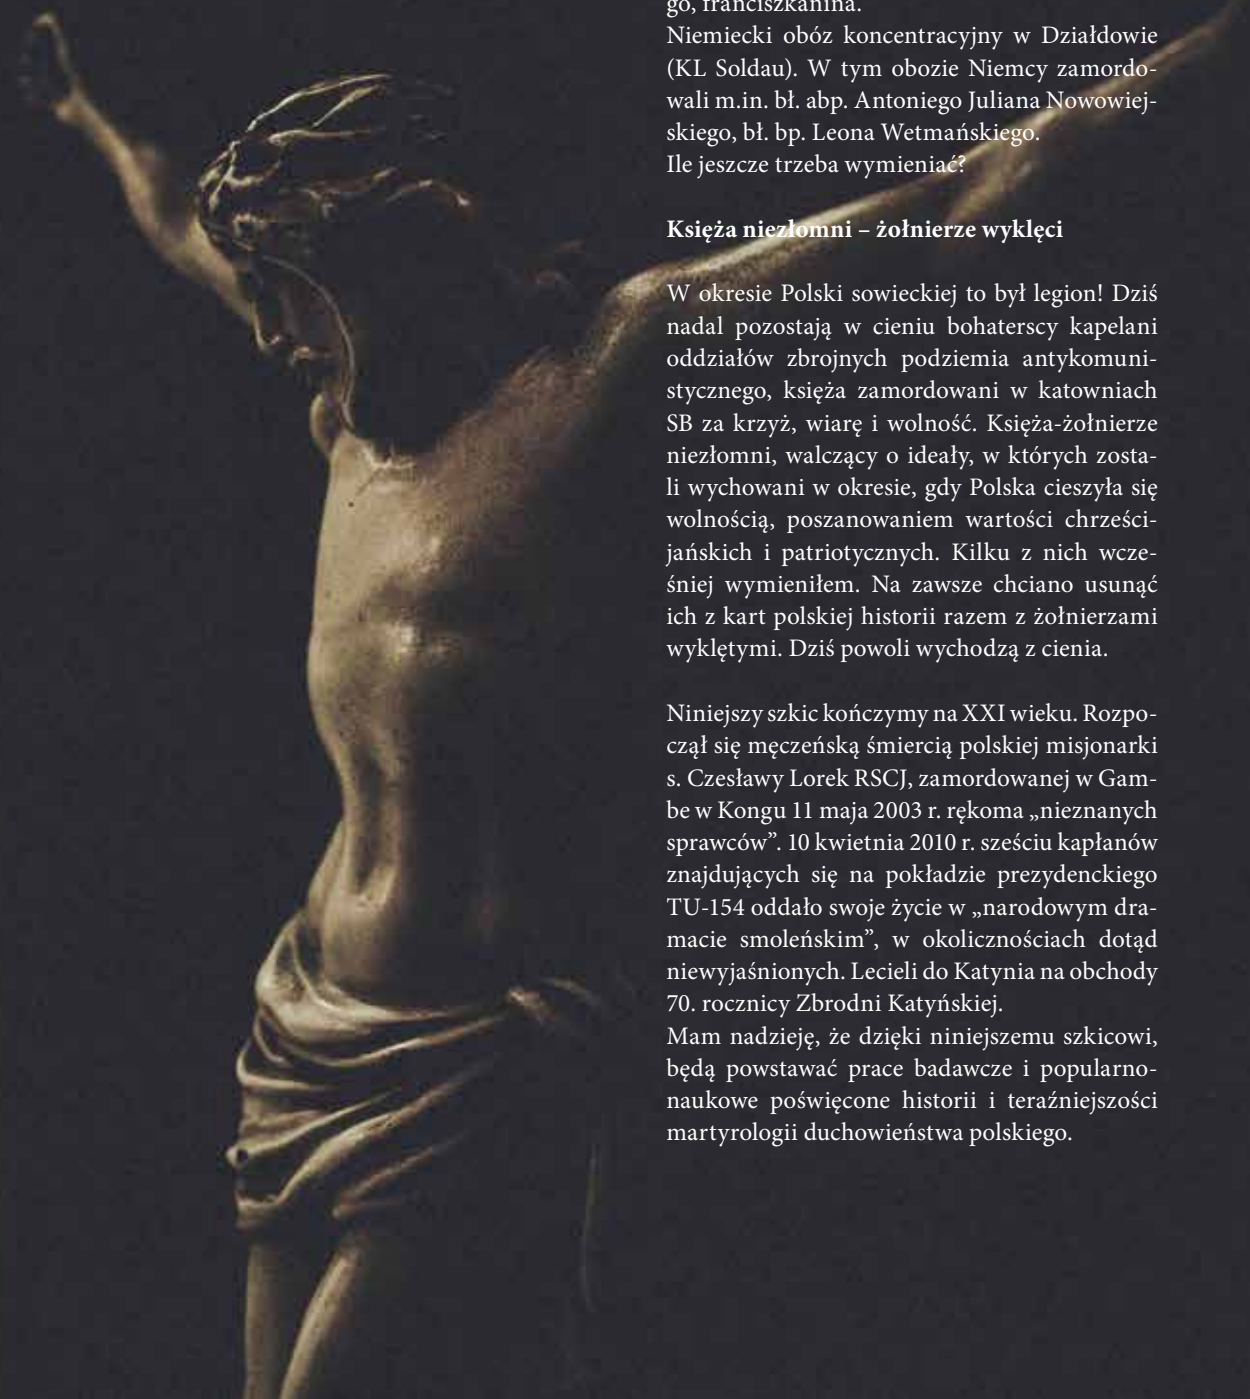 go, franciszkanina.
Niemiecki obóz koncentracyjny w Działdowie
(KL Soldau). W tym obozie Niemcy zamordo-
wali m.in. bł. abp. Antoniego Juliana Nowowiej-
skiego, bł. bp. Leona Wetmańskiego.
Ile jeszcze trzeba wymieniać?
Księża niezłomni – żołnierze wyklęci
W okresie Polski sowieckiej to był legion! Dziś
nadal pozostają w cieniu bohaterscy kapelani
oddziałów zbrojnych podziemia antykomuni-
stycznego, księża zamordowani w katowniach
SB za krzyż, wiarę i wolność. Księża-żołnierze
niezłomni, walczący o ideały, w których zosta-
li wychowani w okresie, gdy Polska cieszyła się
wolnością, poszanowaniem wartości chrześci-
jańskich i patriotycznych. Kilku z nich wcze-
śniej wymieniłem. Na zawsze chciano usunąć
ich z kart polskiej historii razem z żołnierzami
wyklętymi. Dziś powoli wychodzą z cienia.
Niniejszy szkic kończymy na XXI wieku. Rozpo-
czął się męczeńską śmiercią polskiej misjonarki
s. Czesławy Lorek RSCJ, zamordowanej w Gam-
be w Kongu 11 maja 2003 r. rękoma „nieznanych
sprawców”. 10 kwietnia 2010 r. sześciu kapłanów
znajdujących się na pokładzie prezydenckiego
TU-154 oddało swoje życie w „narodowym dra-
macie smoleńskim”, w okolicznościach dotąd
niewyjaśnionych. Lecieli do Katynia na obchody
70. rocznicy Zbrodni Katyńskiej.
Mam nadzieję, że dzięki niniejszemu szkicowi,
będą powstawać prace badawcze i popularno-
naukowe poświęcone historii i teraźniejszości
martyrologii duchowieństwa polskiego.